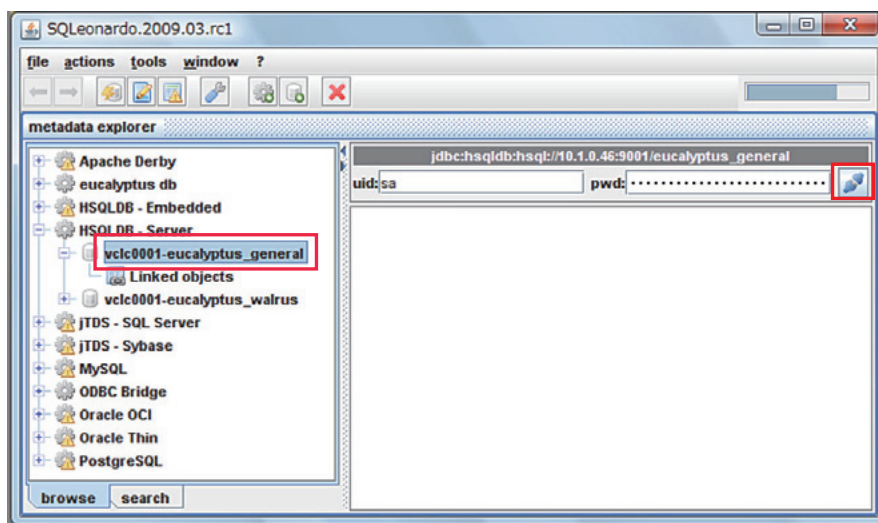 SQLeonardo.2009.03.rc1
file actions tools window ?
metadata explorer
Apache Derby
eucalyptus db
HSQLDB - Embedded
HSQLDB - Server
vclc0001-eucalyptus_general
Linked objects
vclc0001-eucalyptus_walrus
jTDS - SQL Server
jTDS - Sybase
MySQL
ODBC Bridge
Oracle OCI
Oracle Thin
PostgreSQL
browse search
jdbc:hsqldb:hsql://10.1.0.46:9001/eucalyptus_general
uid: sa pwd: